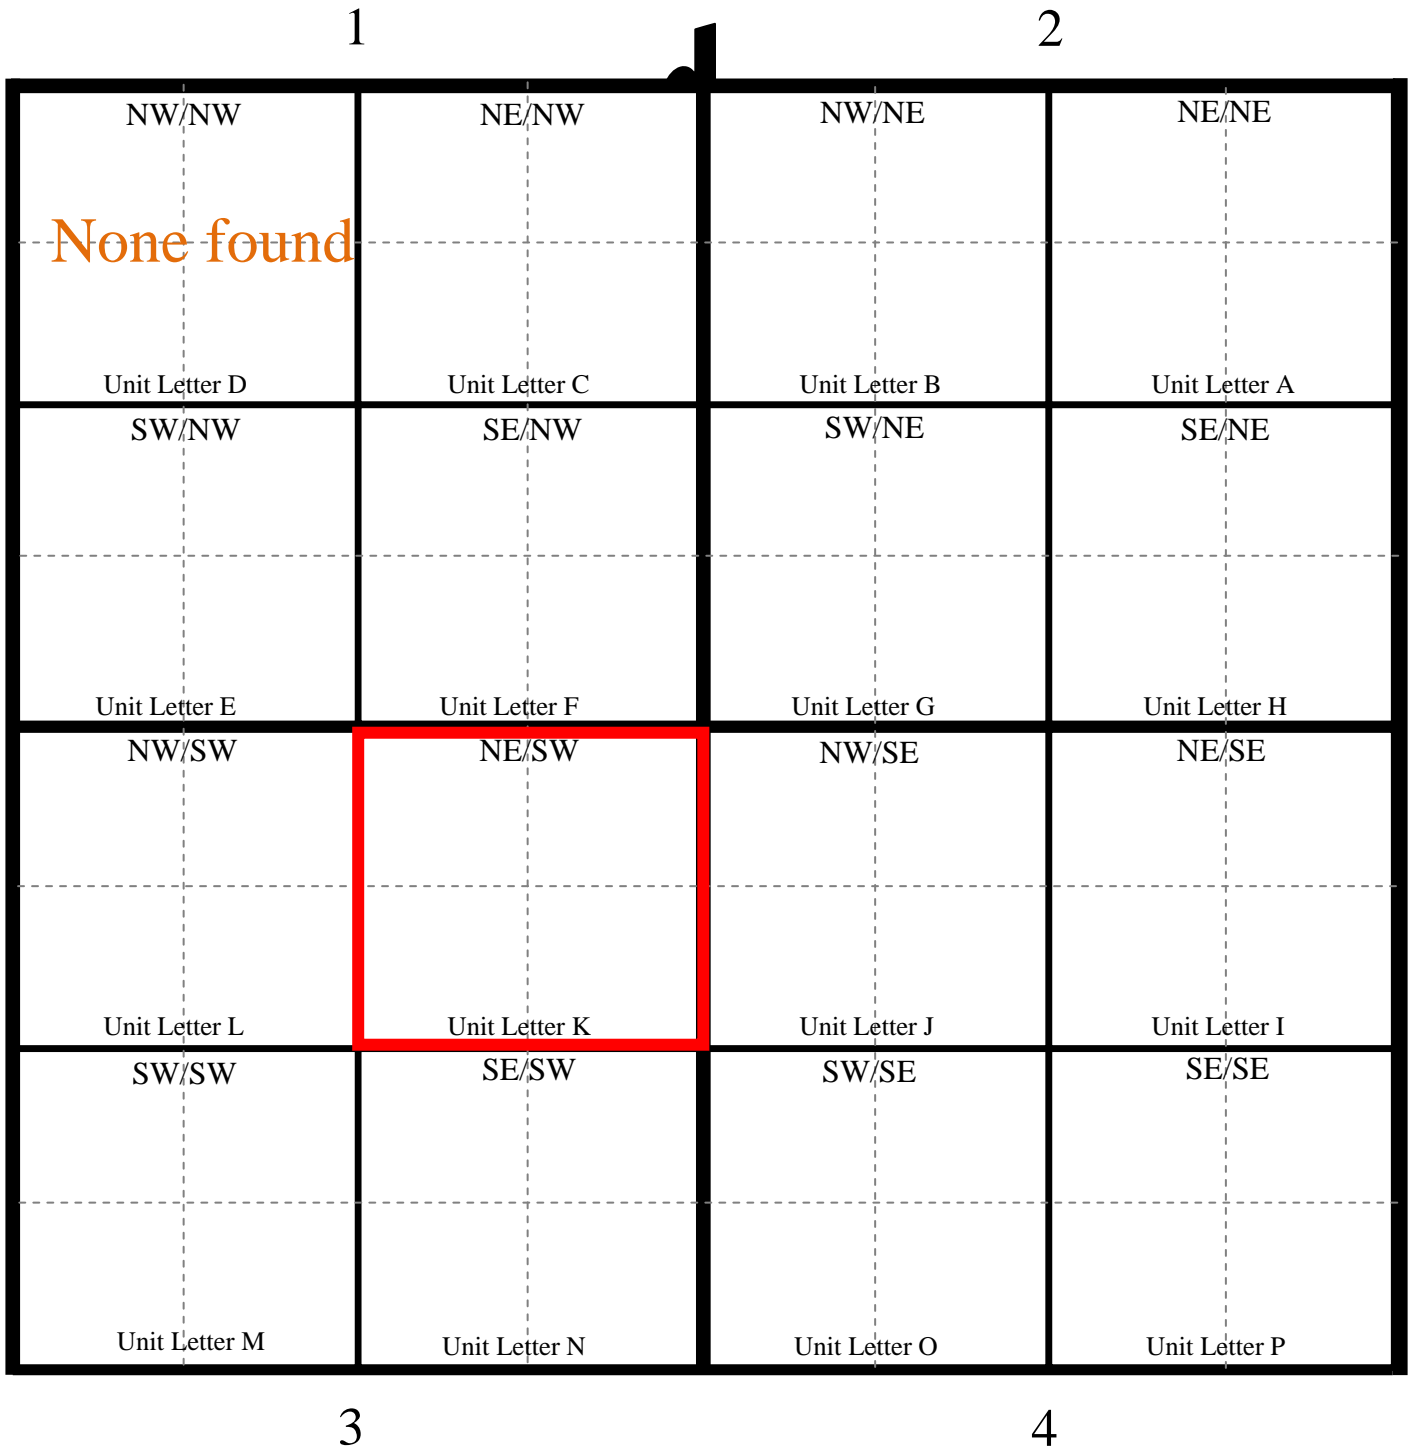 1 2
NW/NW NE/NW NW/NE NE/NE
None found
Unit Letter D Unit Letter C Unit Letter B Unit Letter A
SW/NW SE/NW SW/NE SE/NE
Unit Letter E Unit Letter F Unit Letter G Unit Letter H
NW/SW NE/SW NW/SE NE/SE
Unit Letter L Unit Letter K Unit Letter J Unit Letter I
SW/SW SE/SW SW/SE SE/SE
Unit Letter M Unit Letter N Unit Letter O Unit Letter P
3 4